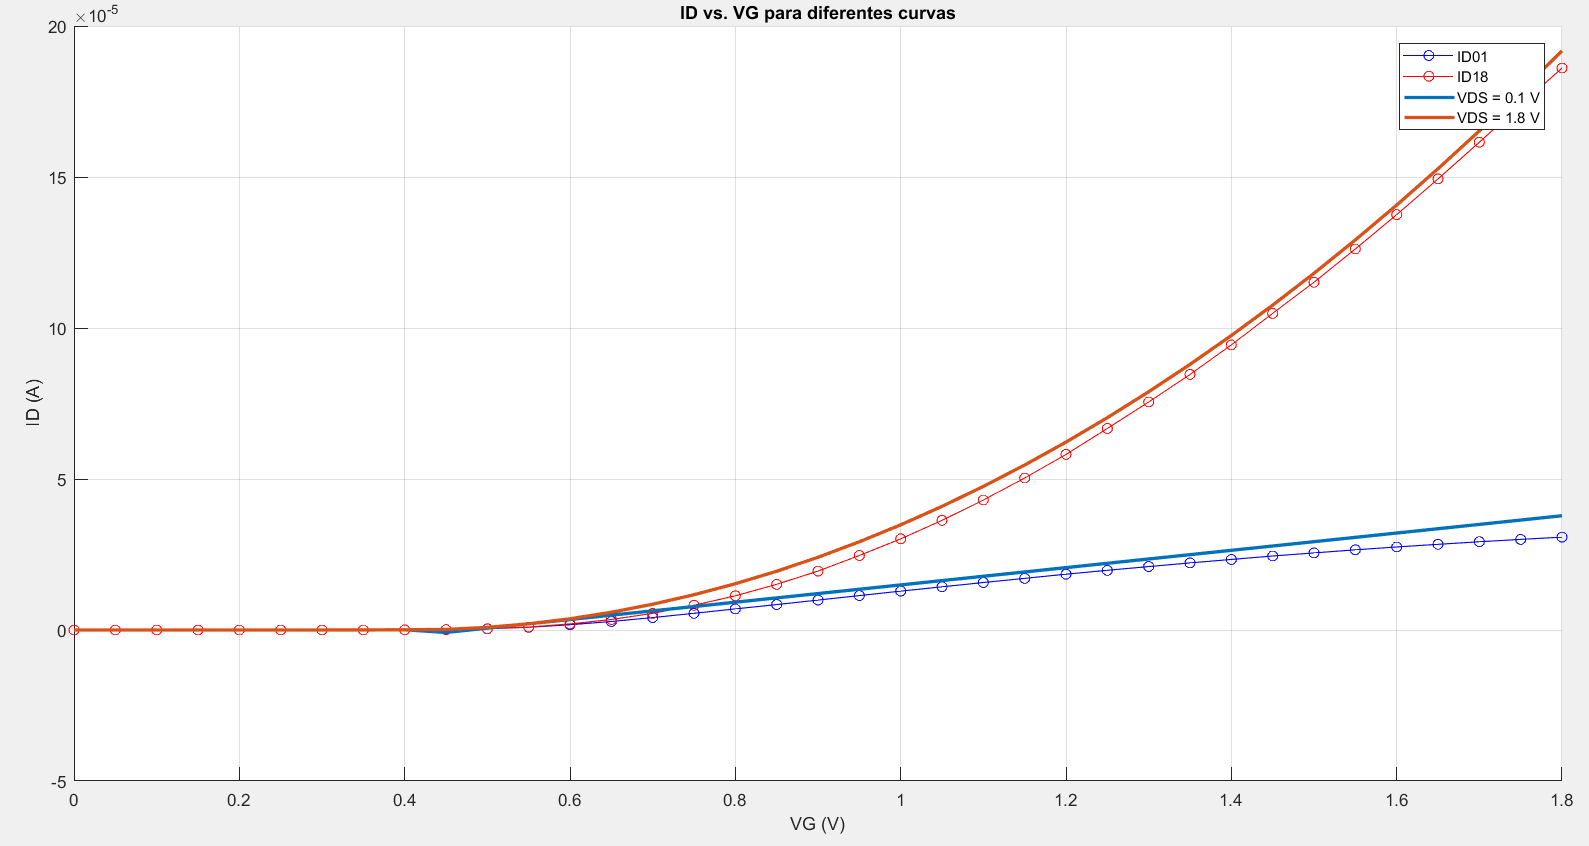 ID vs. VG para diferentes curvas
×10-5
20
15
10
5
0
-5
ID (A)
ID01
ID18
VDS = 0.1 V
VDS = 1.8 V
0 0.2 0.4 0.6 0.8 1 1.2 1.4 1.6 1.8
VG (V)